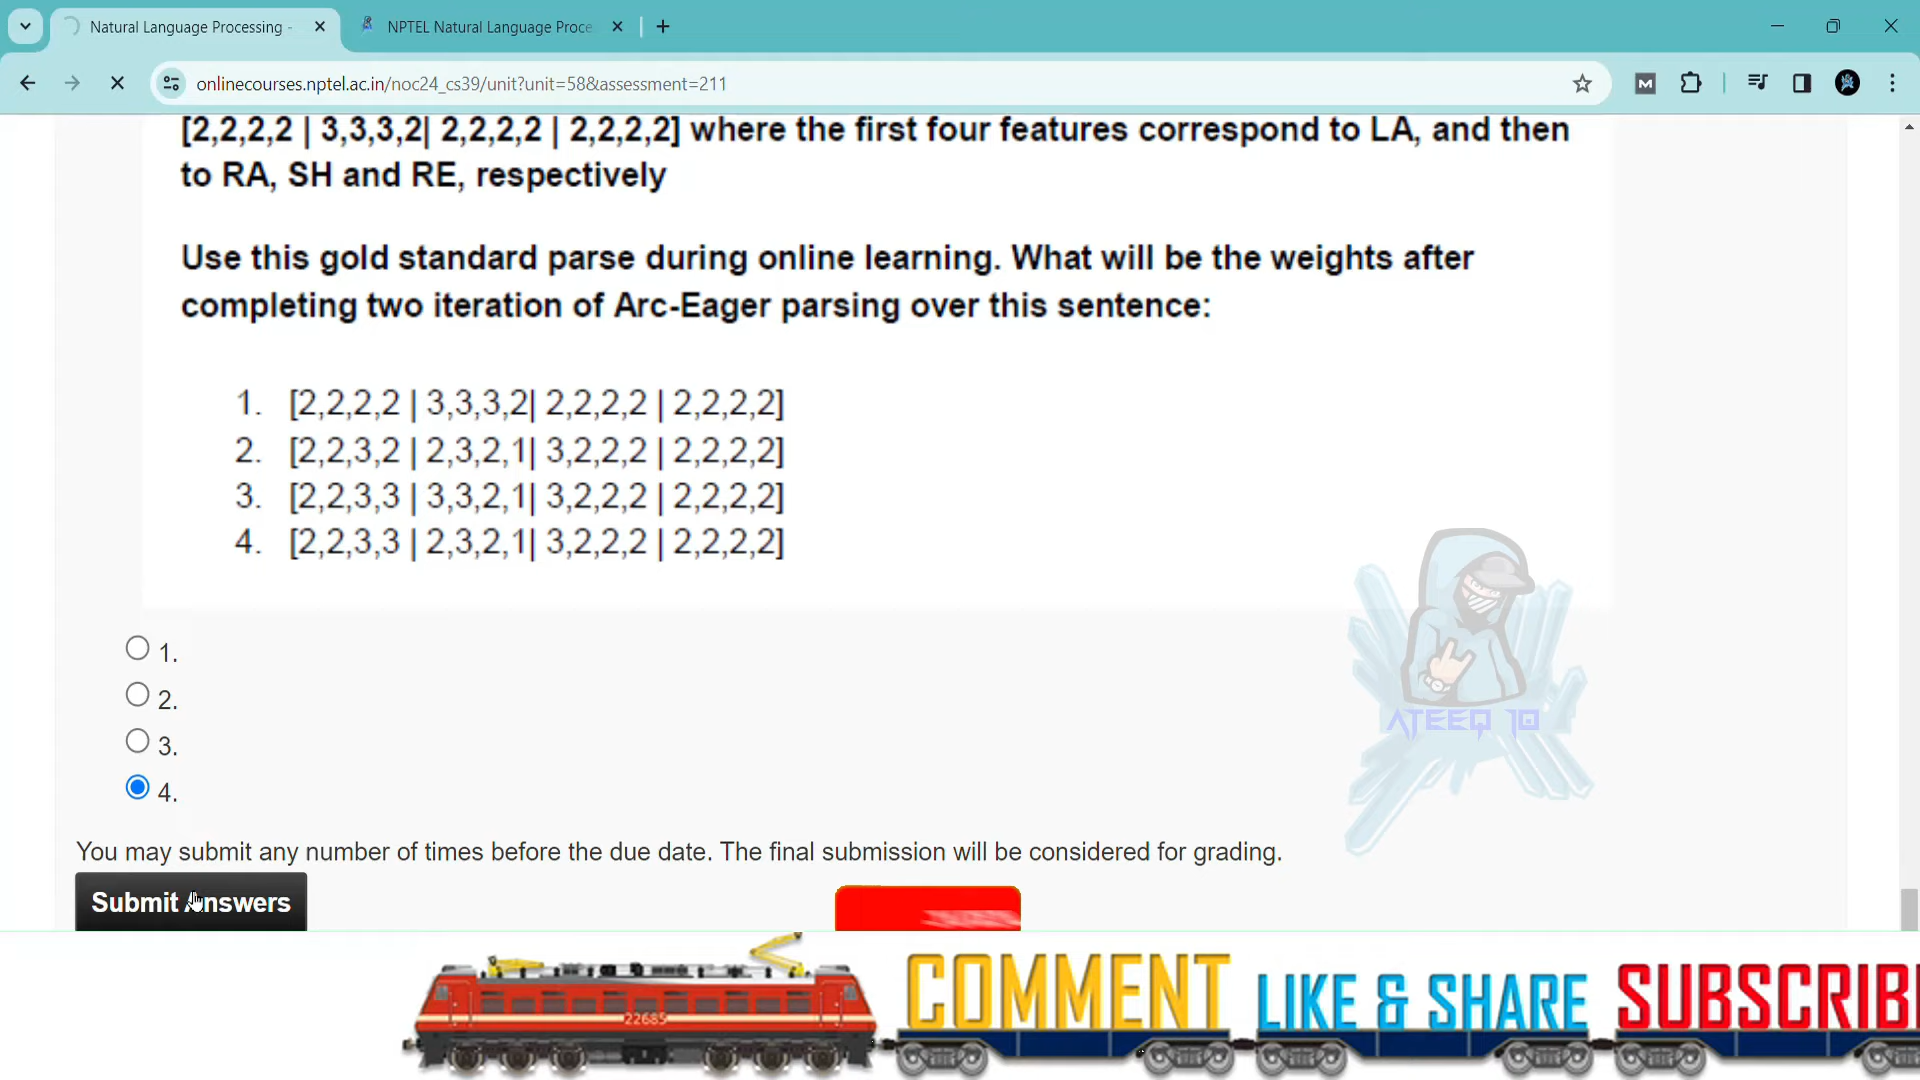 Natural Language Processing -
NPTEL Natural Language Proce
onlinecourses.nptel.ac.in/noc24_cs39/unit?unit=58&assessment=211
[2,2,2,2 | 3,3,3,2| 2,2,2,2 | 2,2,2,2] where the first four features correspond to LA, and then
to RA, SH and RE, respectively
Use this gold standard parse during online learning. What will be the weights after
completing two iteration of Arc-Eager parsing over this sentence:
1. [2,2,2,2 | 3,3,3,2| 2,2,2,2 | 2,2,2,2]
2. [2,2,3,2 | 2,3,2,1| 3,2,2,2 | 2,2,2,2]
3. [2,2,3,3 | 3,3,2,1| 3,2,2,2 | 2,2,2,2]
4. [2,2,3,3 | 2,3,2,1| 3,2,2,2 | 2,2,2,2]
1.
2.
3.
4.
ATEEQ 10
You may submit any number of times before the due date. The final submission will be considered for grading.
Submit Answers
22685
COMMENT LIKE & SHARE SUBSCRIB